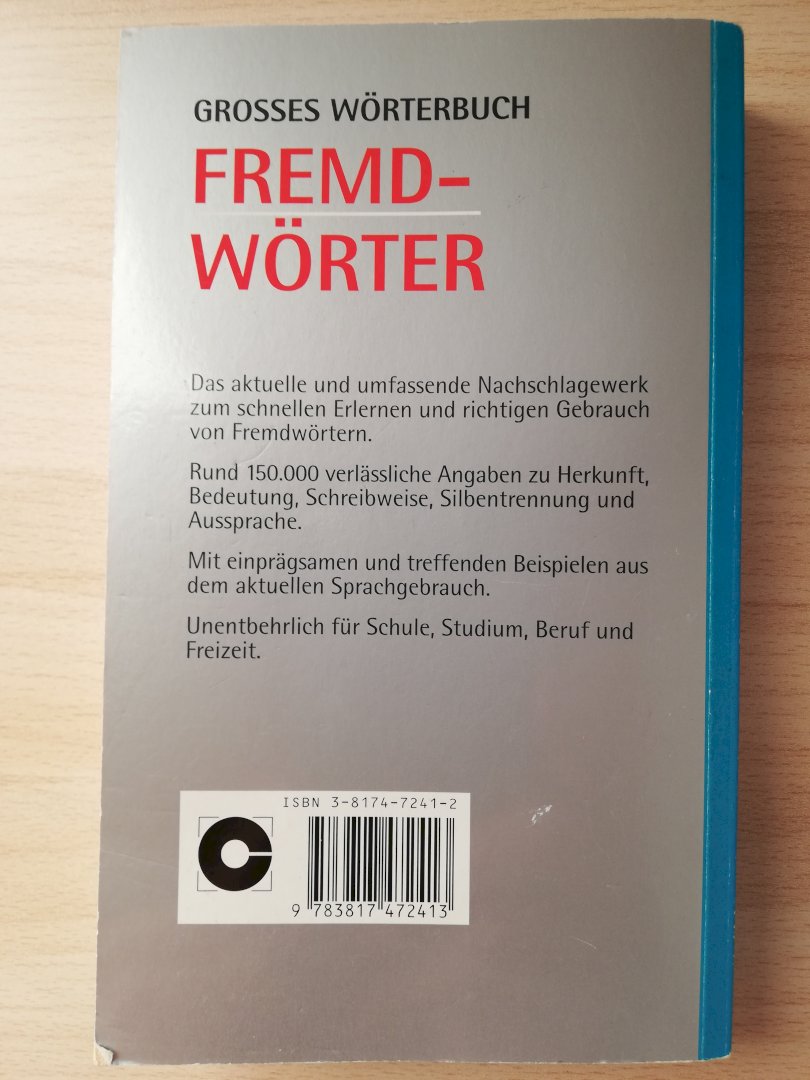 GROSSES WÖRTERBUCH
FREMD-
WÖRTER
Das aktuelle und umfassende Nachschlagewerk
zum schnellen Erlernen und richtigen Gebrauch
von Fremdwörtern.
Rund 150.000 verlässliche Angaben zu Herkunft,
Bedeutung, Schreibweise, Silbentrennung und
Aussprache.
Mit einprägsamen und treffenden Beispielen aus
dem aktuellen Sprachgebrauch.
Unentbehrlich für Schule, Studium, Beruf und
Freizeit.
ISBN 3-8174-7241-2
9 783817 472413